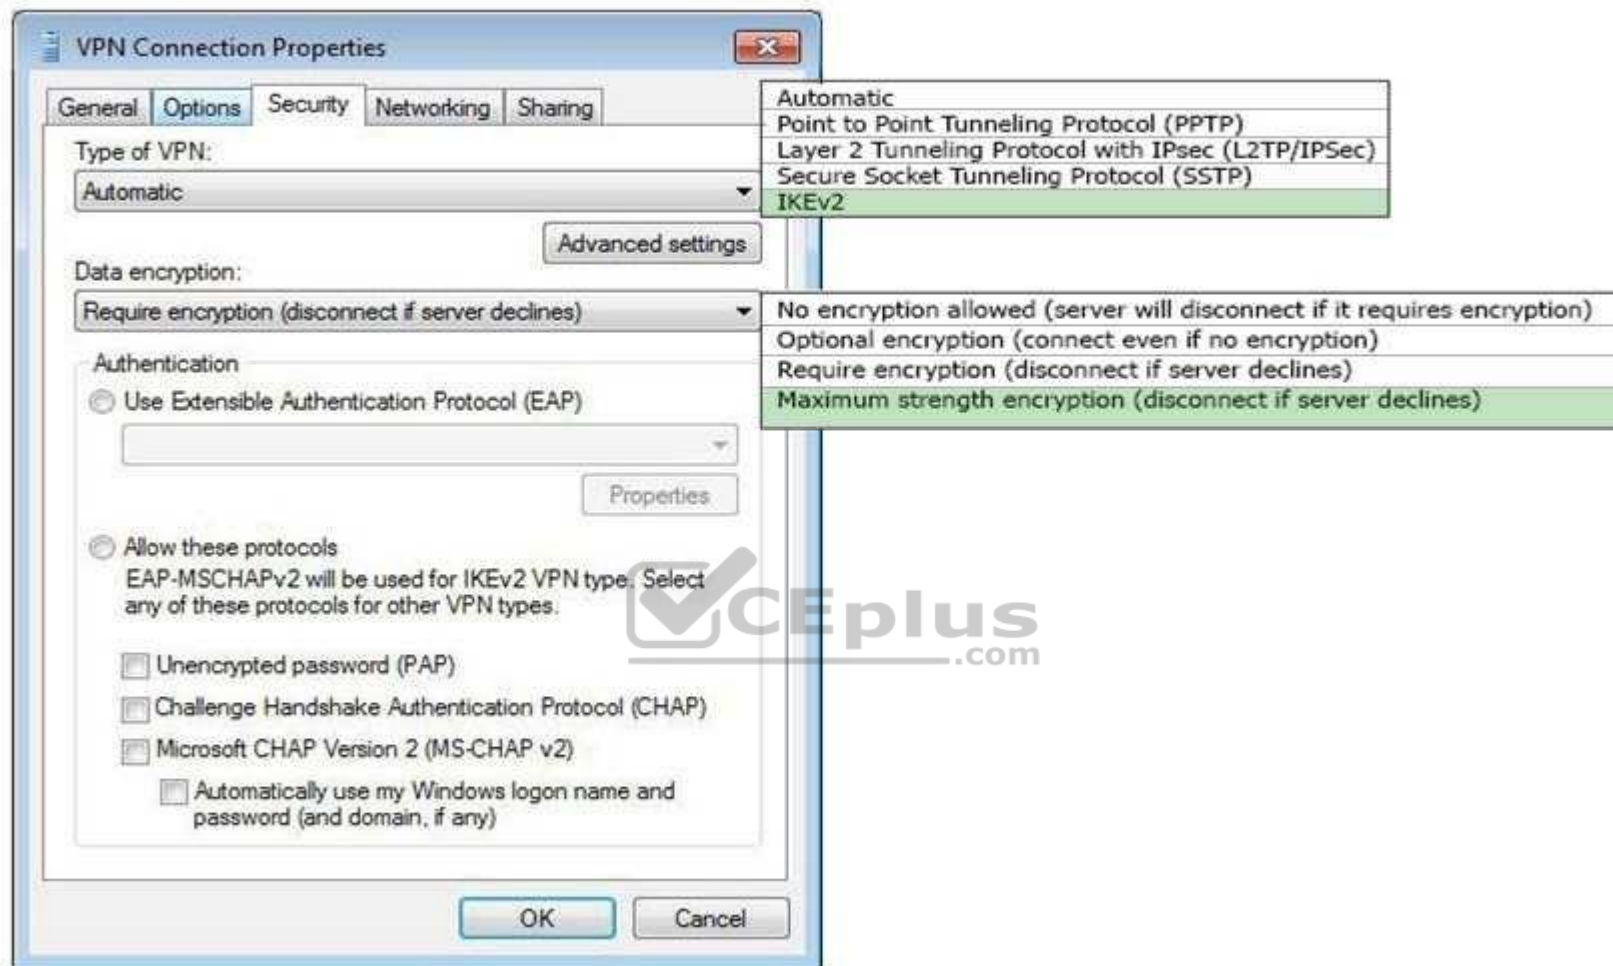 VPN Connection Properties
General Options Security Networking Sharing
Type of VPN:
Automatic
Automatic
Point to Point Tunneling Protocol (PPTP)
Layer 2 Tunneling Protocol with IPsec (L2TP/IPSec)
Secure Socket Tunneling Protocol (SSTP)
IKEv2
Advanced settings
Data encryption:
Require encryption (disconnect if server declines)
No encryption allowed (server will disconnect if it requires encryption)
Optional encryption (connect even if no encryption)
Require encryption (disconnect if server declines)
Maximum strength encryption (disconnect if server declines)
Authentication
Use Extensible Authentication Protocol (EAP)
Properties
Allow these protocols
EAP-MSCHAPv2 will be used for IKEv2 VPN type. Select
any of these protocols for other VPN types.
Unencrypted password (PAP)
Challenge Handshake Authentication Protocol (CHAP)
Microsoft CHAP Version 2 (MS-CHAP v2)
Automatically use my Windows logon name and
password (and domain, if any)
OK Cancel
CEplus
.com